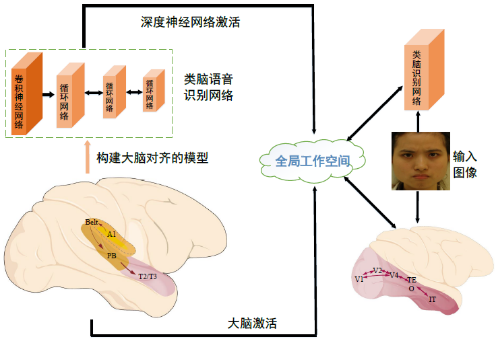 深度神经网络激活
卷积神经网络
循环网络
循环网络
循环网络
类脑语音
识别网络
类脑识别网络
构建大脑对齐的模型
全局工作空间
输入
图像
Belt
A1
PB
T2/T3
V1
V2
V4
TE
O
IT
大脑激活